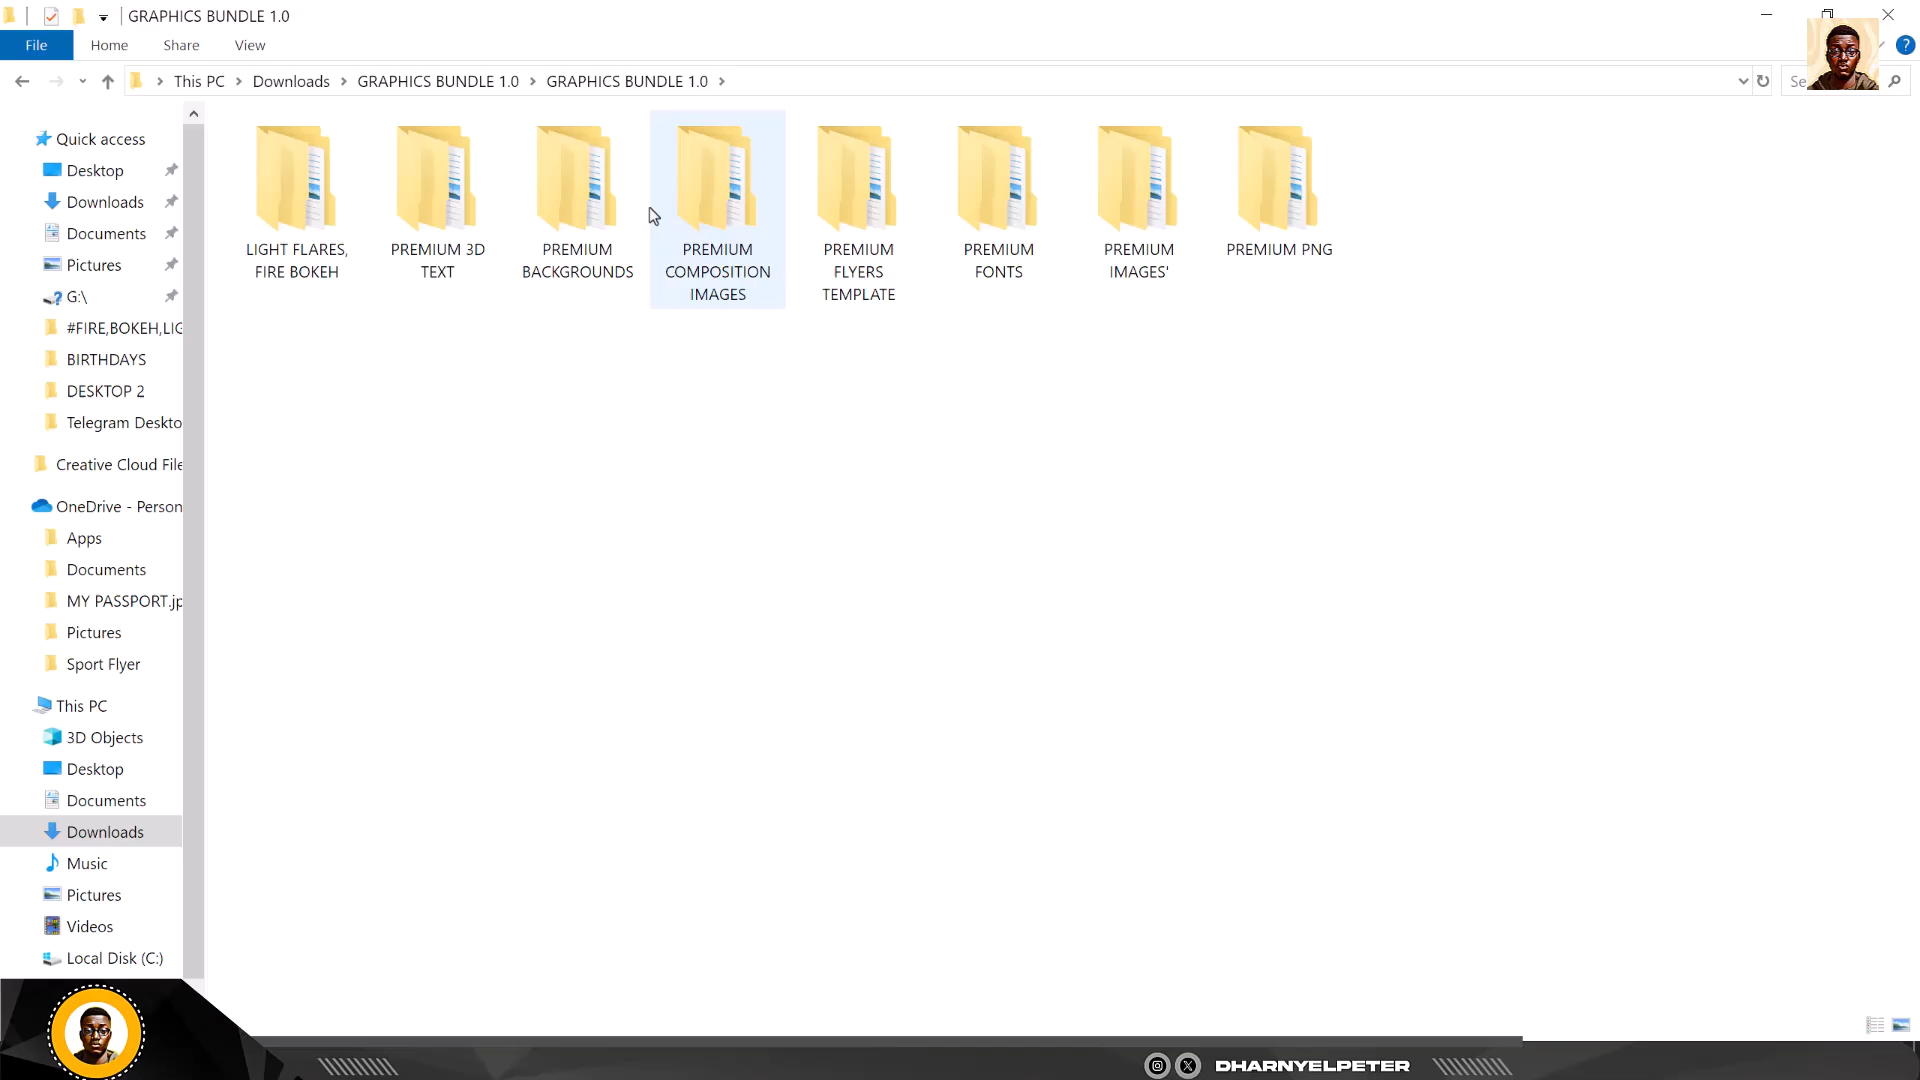 GRAPHICS BUNDLE 1.0
File Home Share View
This PC Downloads GRAPHICS BUNDLE 1.0 GRAPHICS BUNDLE 1.0
Se
Quick access
Desktop
Downloads
Documents
Pictures
G:\
#FIRE,BOKEH,LIG
BIRTHDAYS
DESKTOP 2
Telegram Deskto
Creative Cloud File
OneDrive - Person
Apps
Documents
MY PASSPORT.jp
Pictures
Sport Flyer
This PC
3D Objects
Desktop
Documents
Downloads
Music
Pictures
Videos
Local Disk (C:)
LIGHT FLARES,
FIRE BOKEH
PREMIUM 3D
TEXT
PREMIUM
BACKGROUNDS
PREMIUM
COMPOSITION
IMAGES
PREMIUM
FLYERS
TEMPLATE
PREMIUM
FONTS
PREMIUM
IMAGES'
PREMIUM PNG
DHARNYELPETER